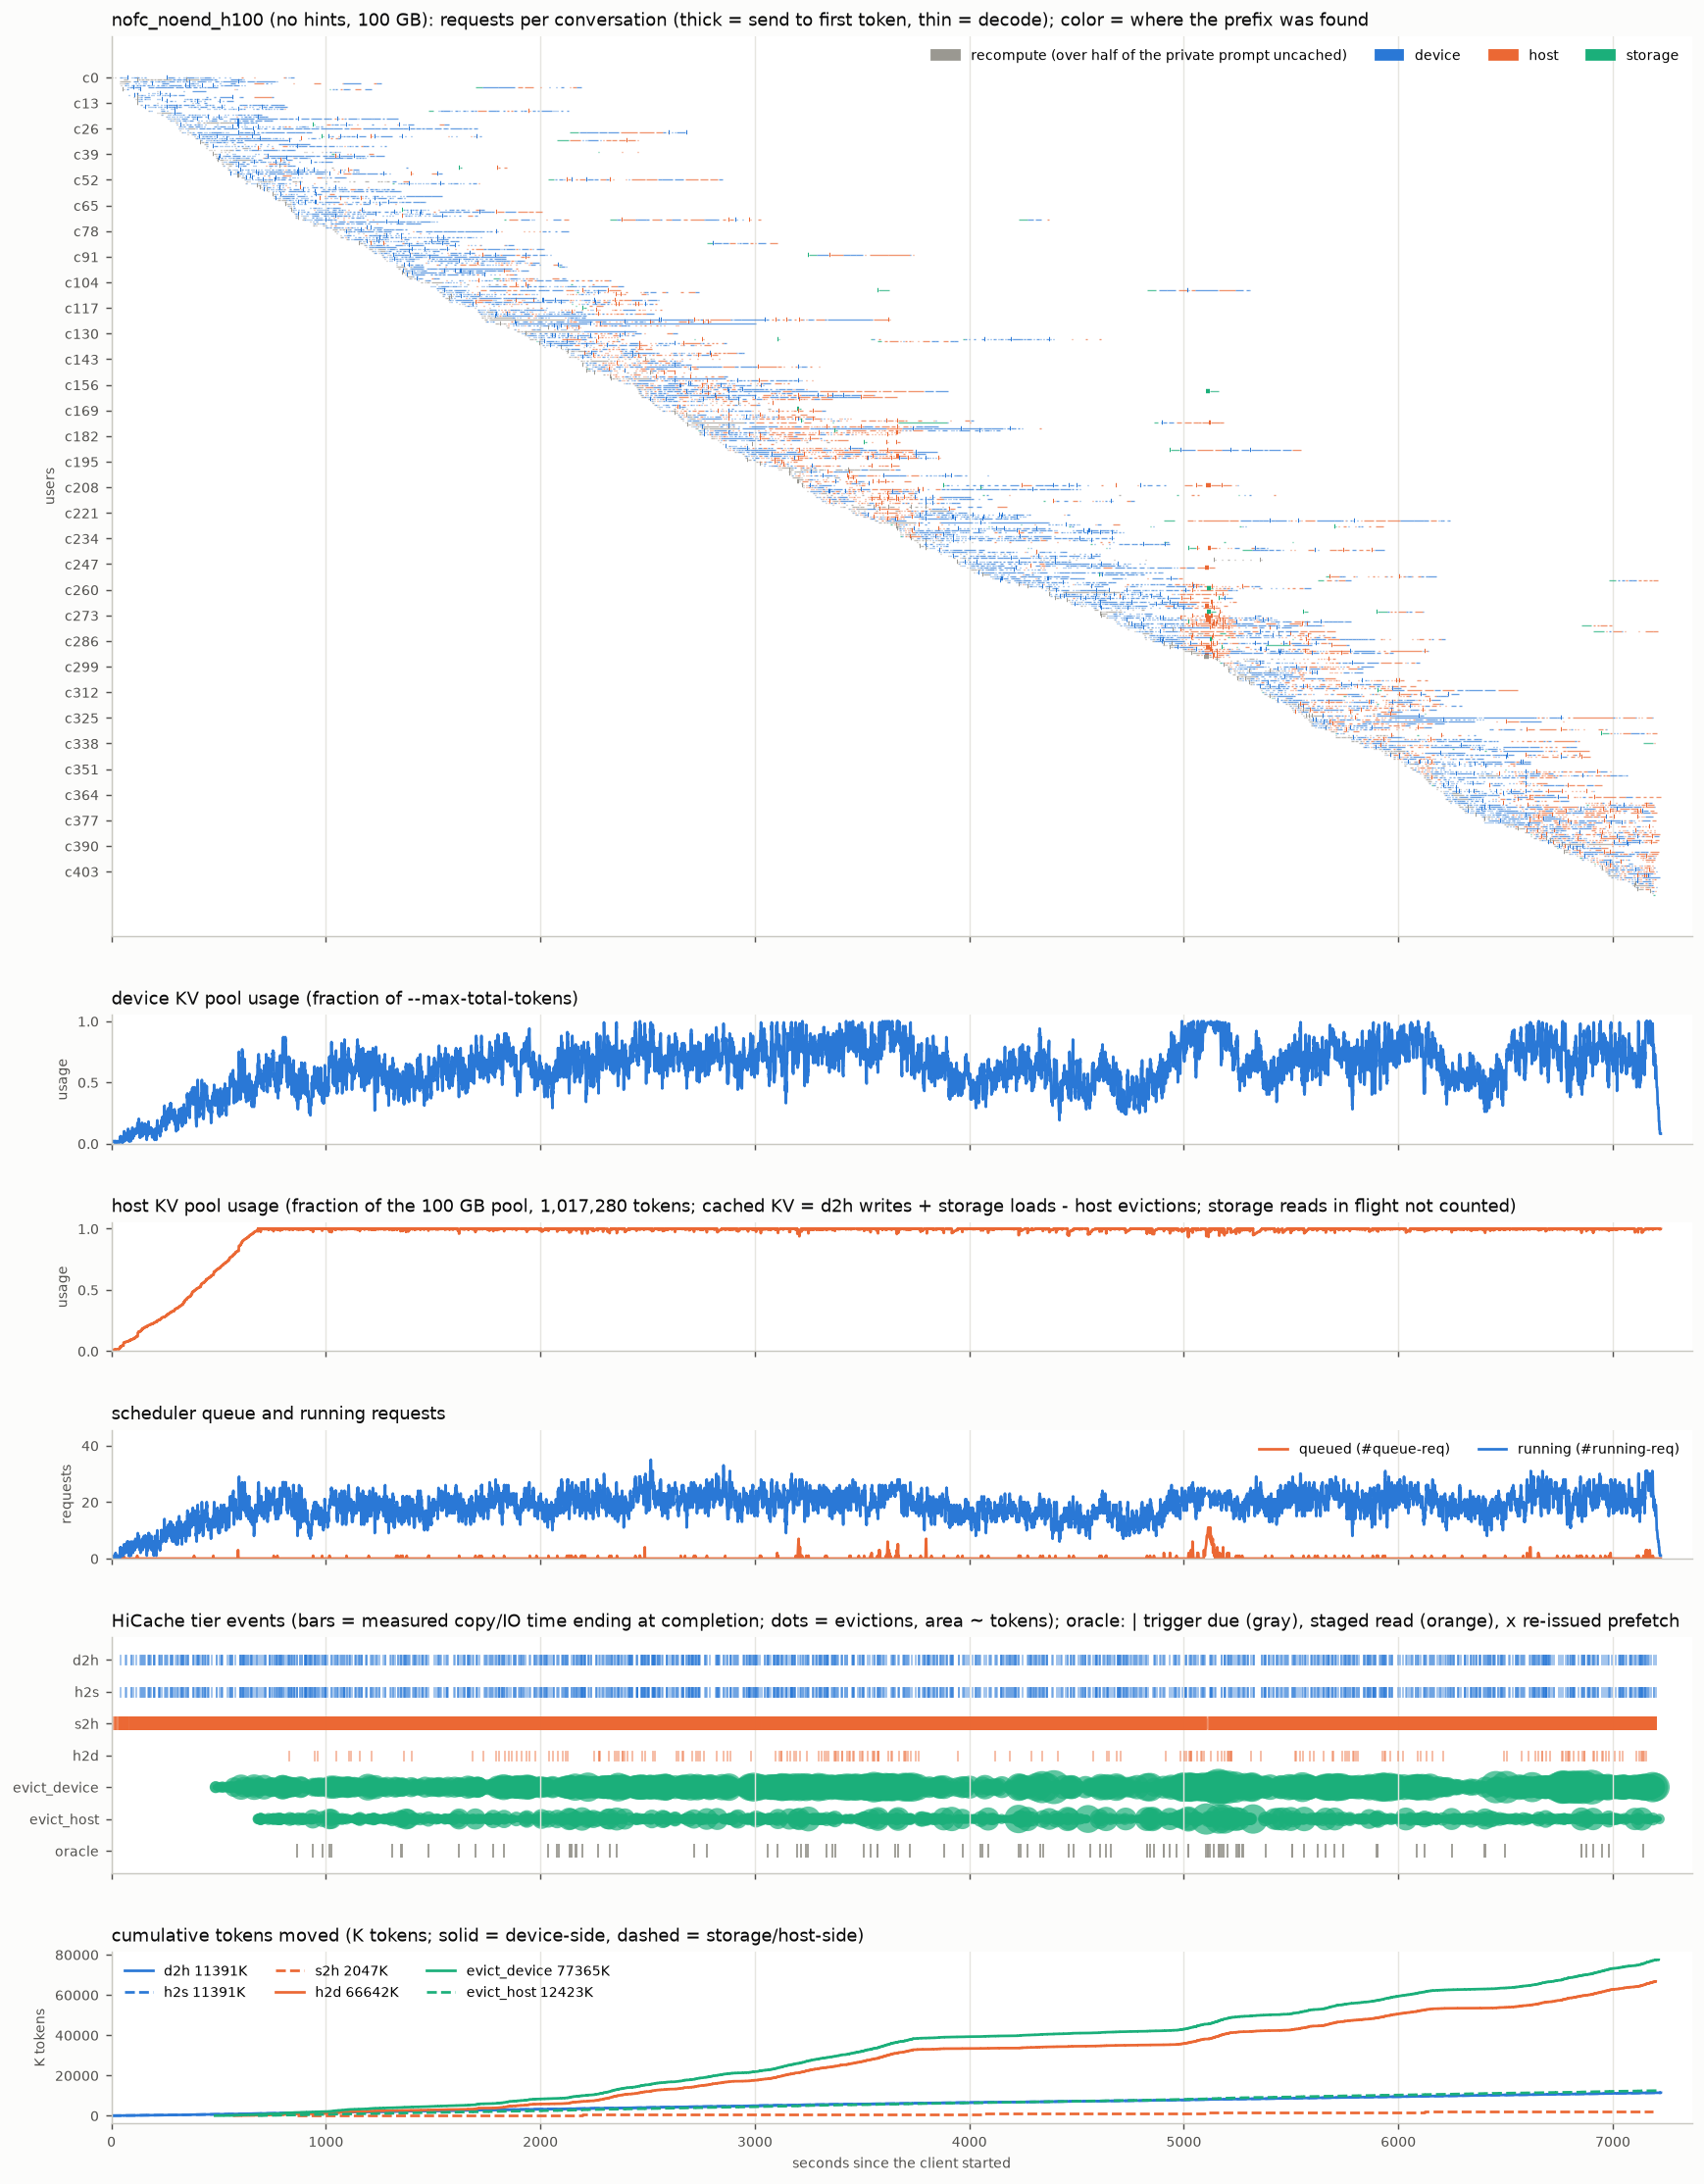 nofc_noend_h100 (no hints, 100 GB): requests per conversation (thick = send to first token, thin = decode); color = where the prefix was found
recompute (over half of the private prompt uncached) device host storage
users
c0
c13
c26
c39
c52
c65
c78
c91
c104
c117
c130
c143
c156
c169
c182
c195
c208
c221
c234
c247
c260
c273
c286
c299
c312
c325
c338
c351
c364
c377
c390
c403
device KV pool usage (fraction of --max-total-tokens)
usage
1.0
0.5
0.0
host KV pool usage (fraction of the 100 GB pool, 1,017,280 tokens; cached KV = d2h writes + storage loads - host evictions; storage reads in flight not counted)
usage
1.0
0.5
0.0
scheduler queue and running requests
queued (#queue-req) running (#running-req)
requests
40
20
0
HiCache tier events (bars = measured copy/IO time ending at completion; dots = evictions, area ~ tokens); oracle: | trigger due (gray), staged read (orange), x re-issued prefetch
d2h
h2s
s2h
h2d
evict_device
evict_host
oracle
cumulative tokens moved (K tokens; solid = device-side, dashed = storage/host-side)
d2h 11391K s2h 2047K evict_device 77365K
h2s 11391K h2d 66642K evict_host 12423K
K tokens
80000
60000
40000
20000
0
0 1000 2000 3000 4000 5000 6000 7000
seconds since the client started